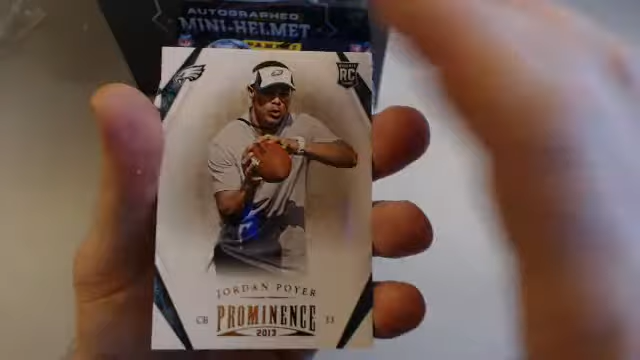 AUTOGRAPHED
MINI-HELMET
RC
JORDAN POYER
CB PROMINENCE 33
2013